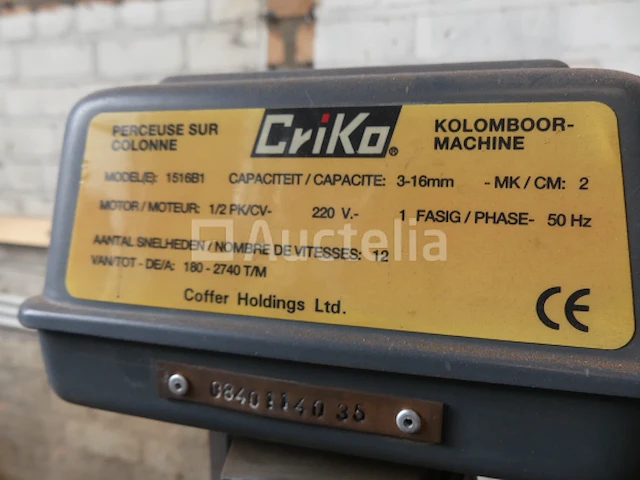 PERCEUSE SUR
COLONNE
CriKo®
KOLOMBOOR-
MACHINE
MODEL(E): 1516B1 CAPACITEIT / CAPACITE: 3-16mm - MK / CM: 2
MOTOR / MOTEUR: 1/2 PK/CV- 220 V.- 1 FASIG / PHASE- 50 Hz
AANTAL SNELHEDEN / NOMBRE DE VITESSES: 12
VAN/TOT - DE/A: 180 - 2740 T/M
Coffer Holdings Ltd.
CE
Auctelia